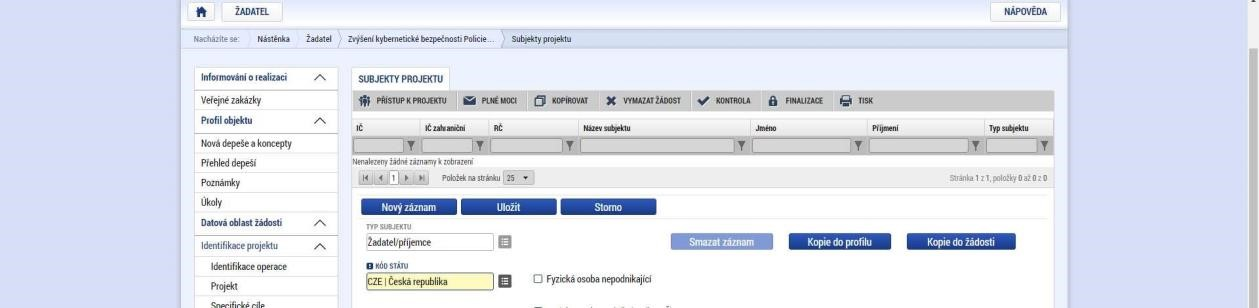 ŽADATEL
NÁPOVĚDA
Nacházíte se: Nástěnka Žadatel Zvýšení kybernetické bezpečnosti Policie... Subjekty projektu
Informování o realizaci
Veřejné zakázky
Profil objektu
Nová depeše a koncepty
Přehled depeší
Poznámky
Úkoly
Datová oblast žádosti
Identifikace projektu
Identifikace operace
Projekt
Specifické cíle
SUBJEKTY PROJEKTU
PŘÍSTUP K PROJEKTU PLNÉ MOCI KOPÍROVAT VYMAZAT ŽÁDOST KONTROLA FINALIZACE TISK
IČ IČ zahraniční RČ Název subjektu Jméno Příjmení Typ subjektu
Nenalezeny žádné záznamy k zobrazení
1 Položek na stránku 25 Stránka 1 z 1, položky 0 až 0 z 0
Nový záznam Uložit Storno
TYP SUBJEKTU
Žadatel/příjemce
Smazat záznam Kopie do profilu Kopie do žádosti
KÓD STÁTU
CZE | Česká republika
Fyzická osoba nepodnikající